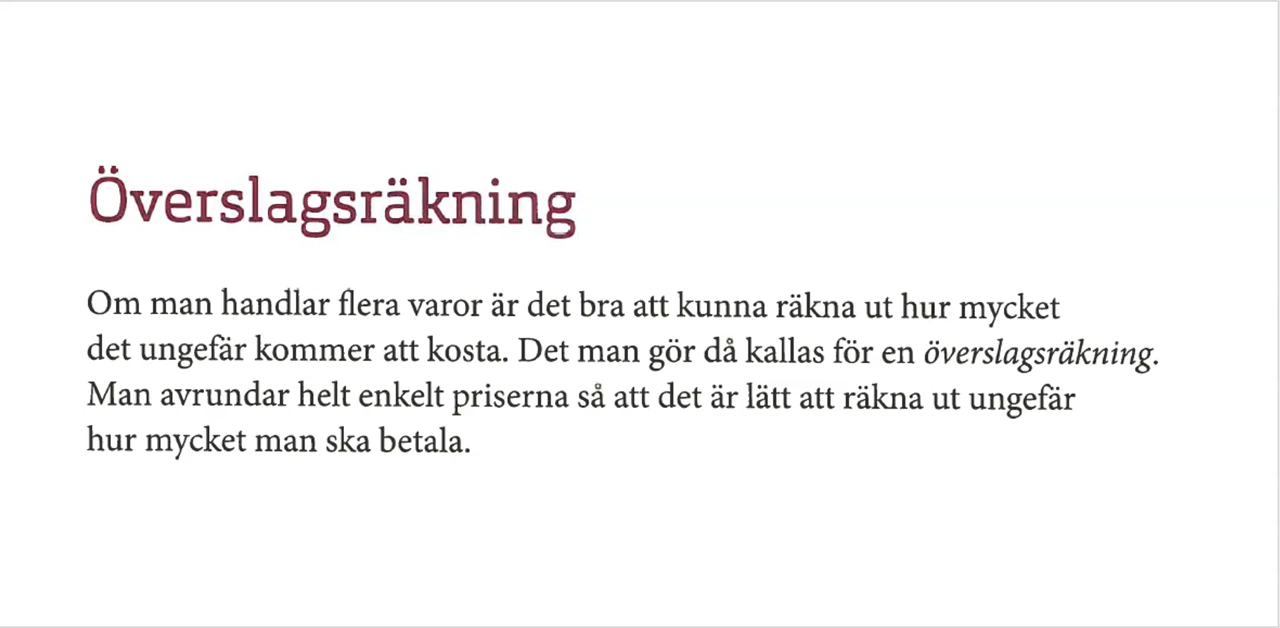 Överslagsräkning
Om man handlar flera varor är det bra att kunna räkna ut hur mycket
det ungefär kommer att kosta. Det man gör då kallas för en överslagsräkning.
Man avrundar helt enkelt priserna så att det är lätt att räkna ut ungefär
hur mycket man ska betala.